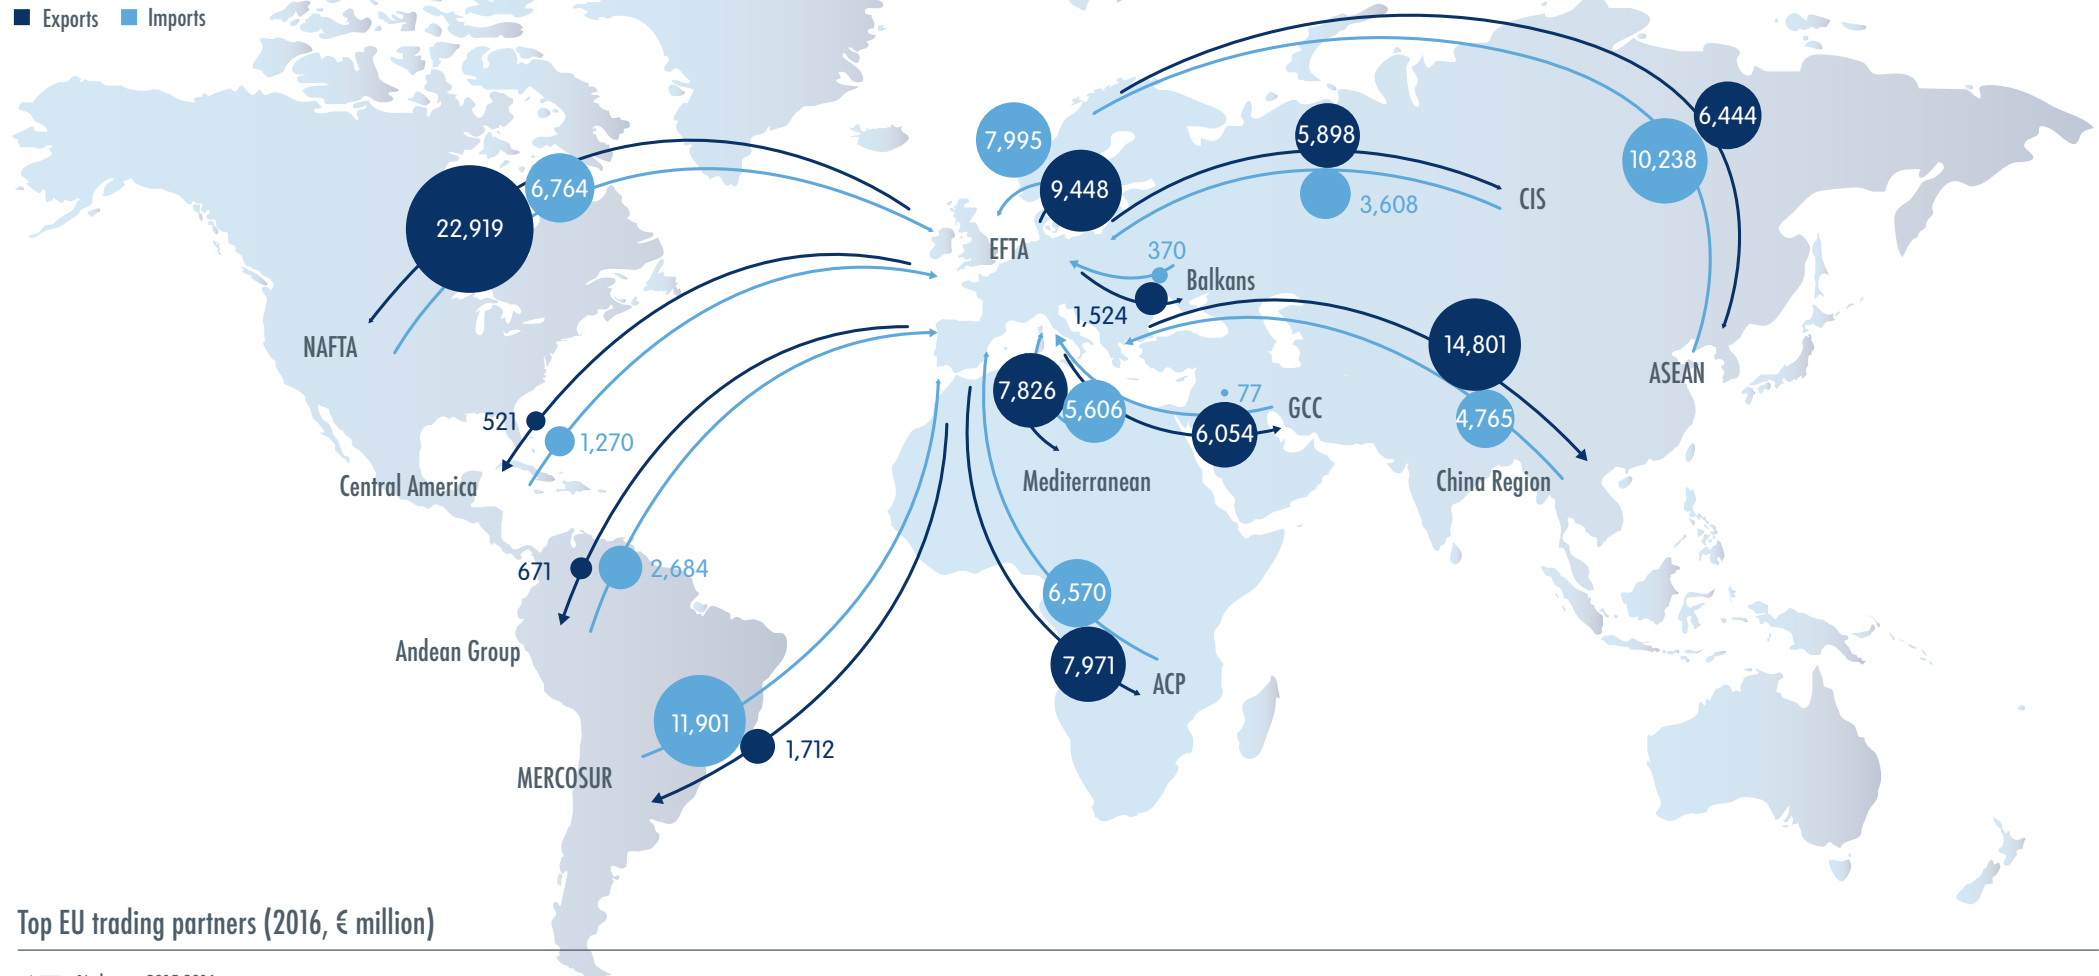 Exports Imports
6,444
7,995
5,898
10,238
9,448
6,764
3,608
CIS
22,919
EFTA
370
Balkans
1,524
NAFTA
14,801
ASEAN
7,826
5,606
77
GCC
521
1,270
6,054
4,765
Central America
Mediterranean
China Region
671
2,684
6,570
Andean Group
7,971
ACP
11,901
1,712
MERCOSUR
Top EU trading partners (2016, € million)